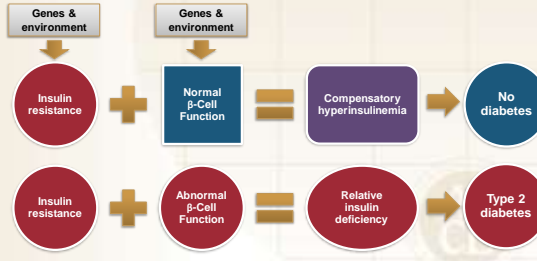 Genes &
environment
Genes &
environment
Insulin
resistance
Normal
β-Cell
Function
Compensatory
hyperinsulinemia
No
diabetes
Insulin
resistance
Abnormal
β-Cell
Function
Relative
insulin
deficiency
Type 2
diabetes